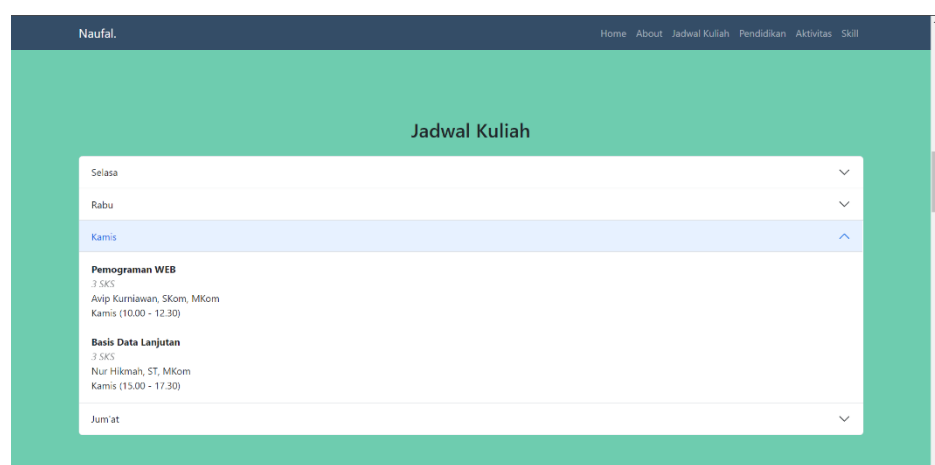 Naufal.
Home About Jadwal Kuliah Pendidikan Aktivitas Skill
Jadwal Kuliah
Selasa
Rabu
Kamis
Pemograman WEB
3 SKS
Avip Kurniawan, SKom, MKom
Kamis (10.00 - 12.30)
Basis Data Lanjutan
3 SKS
Nur Hikmah, ST, MKom
Kamis (15.00 - 17.30)
Jum'at